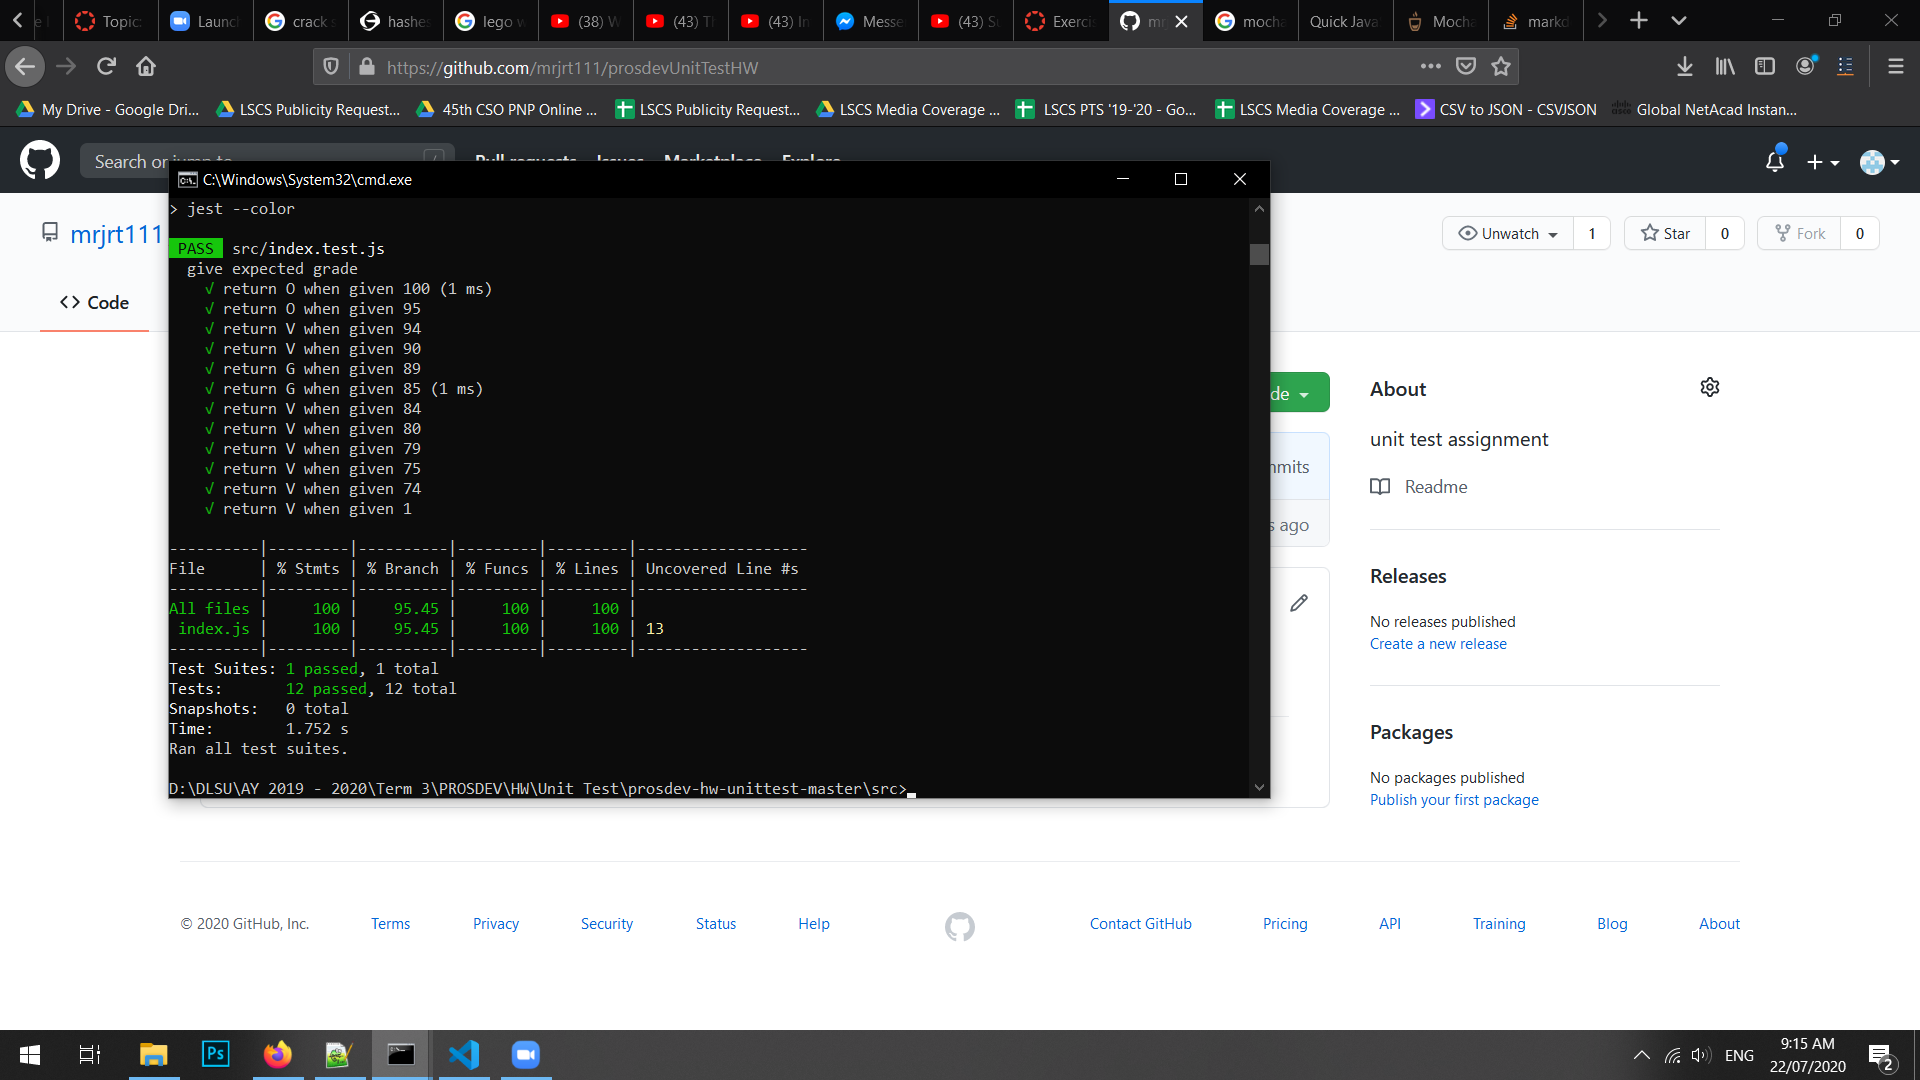 Topic:
Launc
crack s
hashes
lego w
(38) W
(43) Th
(43) In
Messe
(43) Su
Exercis
mrj
mocha
Quick Java
Mocha
markd
https://github.com/mrjrt111/prosdevUnitTestHW
My Drive - Google Dri...
LSCS Publicity Request...
45th CSO PNP Online ...
LSCS Publicity Request...
LSCS Media Coverage ...
LSCS PTS '19-'20 - Go...
LSCS Media Coverage ...
CSV to JSON - CSVJSON
Global NetAcad Instan...
Search or jump to...
/
Pull requests Issues Marketplace Explore
C:\Windows\System32\cmd.exe
mrjrt111
Unwatch 1
Star 0
Fork 0
Code
> jest --color
PASS src/index.test.js
give expected grade
√ return O when given 100 (1 ms)
√ return O when given 95
√ return V when given 94
√ return V when given 90
√ return G when given 89
√ return G when given 85 (1 ms)
√ return V when given 84
√ return V when given 80
√ return V when given 79
√ return V when given 75
√ return V when given 74
√ return V when given 1
----------|---------|----------|---------|---------|-------------------
File | % Stmts | % Branch | % Funcs | % Lines | Uncovered Line #s
----------|---------|----------|---------|---------|-------------------
All files | 100 | 95.45 | 100 | 100 |
index.js | 100 | 95.45 | 100 | 100 | 13
----------|---------|----------|---------|---------|-------------------
Test Suites: 1 passed, 1 total
Tests: 12 passed, 12 total
Snapshots: 0 total
Time: 1.752 s
Ran all test suites.
D:\DLSU\AY 2019 - 2020\Term 3\PROSDEV\HW\Unit Test\prosdev-hw-unittest-master\src>
de
mmits
s ago
About
unit test assignment
Readme
Releases
No releases published
Create a new release
Packages
No packages published
Publish your first package
© 2020 GitHub, Inc. Terms Privacy Security Status Help Contact GitHub Pricing API Training Blog About
Ps
ENG
9:15 AM
22/07/2020
2